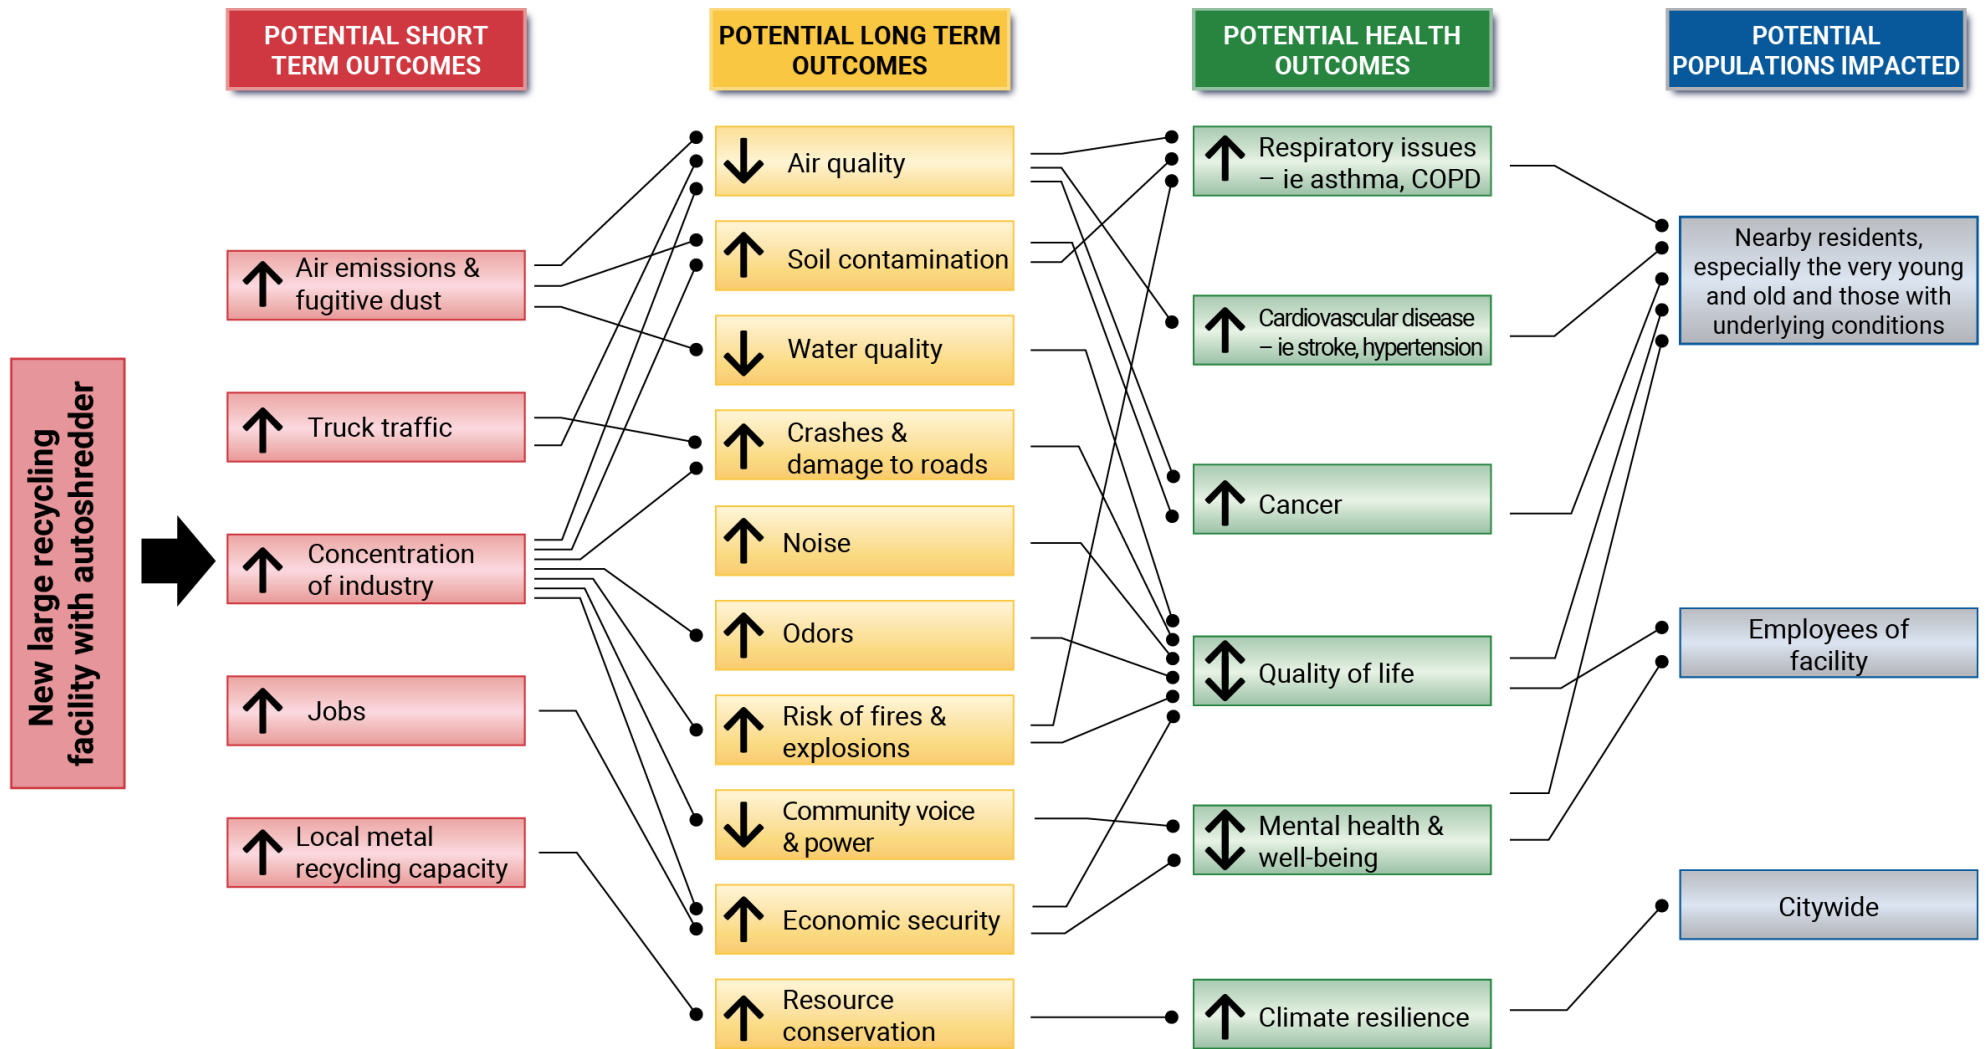 POTENTIAL SHORT
TERM OUTCOMES
POTENTIAL LONG TERM
OUTCOMES
POTENTIAL HEALTH
OUTCOMES
POTENTIAL
POPULATIONS IMPACTED
New large recycling
facility with autoshredder
Air emissions &
fugitive dust
Truck traffic
Concentration
of industry
Jobs
Local metal
recycling capacity
Air quality
Soil contamination
Water quality
Crashes &
damage to roads
Noise
Odors
Risk of fires &
explosions
Community voice
& power
Economic security
Resource
conservation
Respiratory issues
– ie asthma, COPD
Cardiovascular disease
– ie stroke, hypertension
Cancer
Quality of life
Mental health &
well-being
Climate resilience
Nearby residents,
especially the very young
and old and those with
underlying conditions
Employees of
facility
Citywide